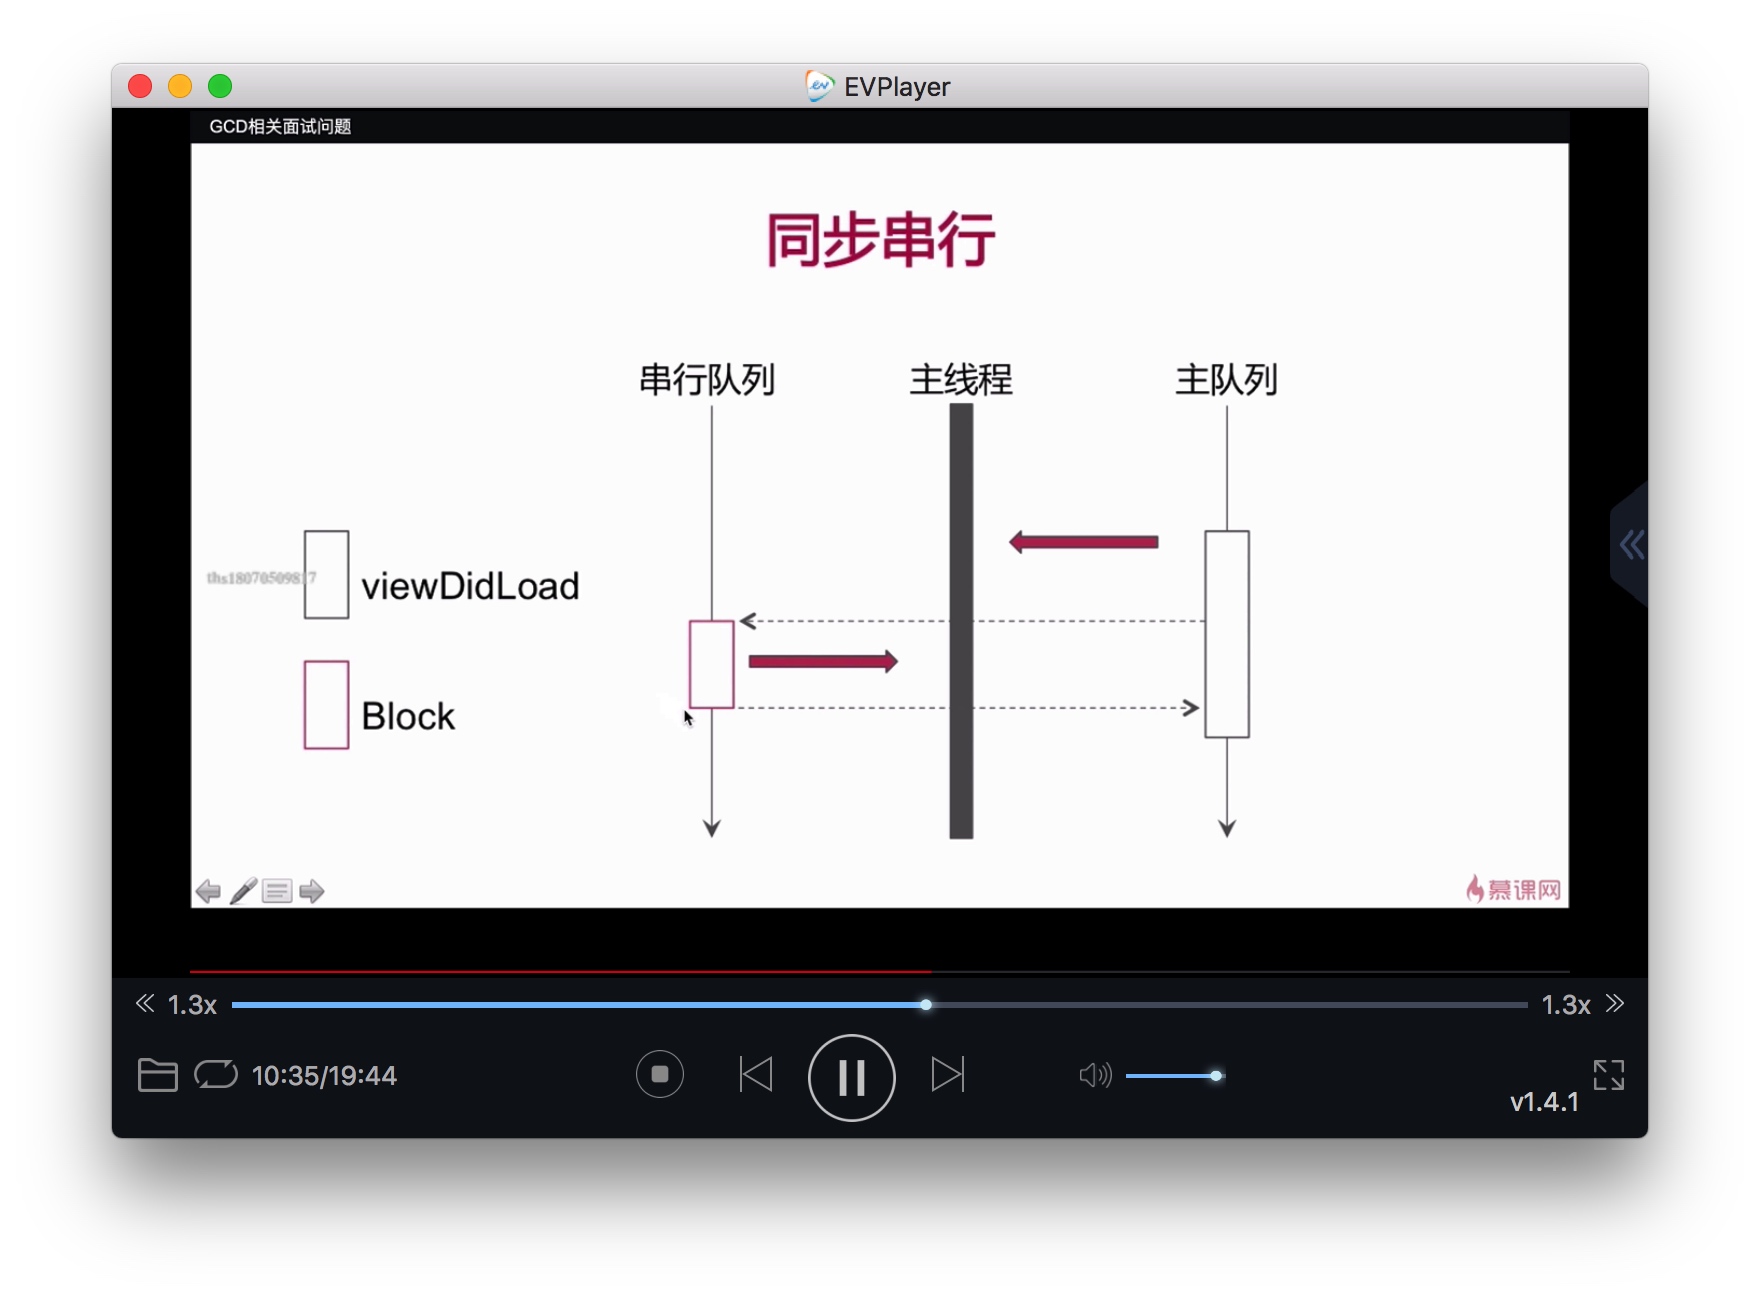 EVPlayer
GCD相关面试问题
同步串行
串行队列
主线程
主队列
ths18070509817
viewDidLoad
Block
慕课网
1.3x
1.3x
10:35/19:44
v1.4.1